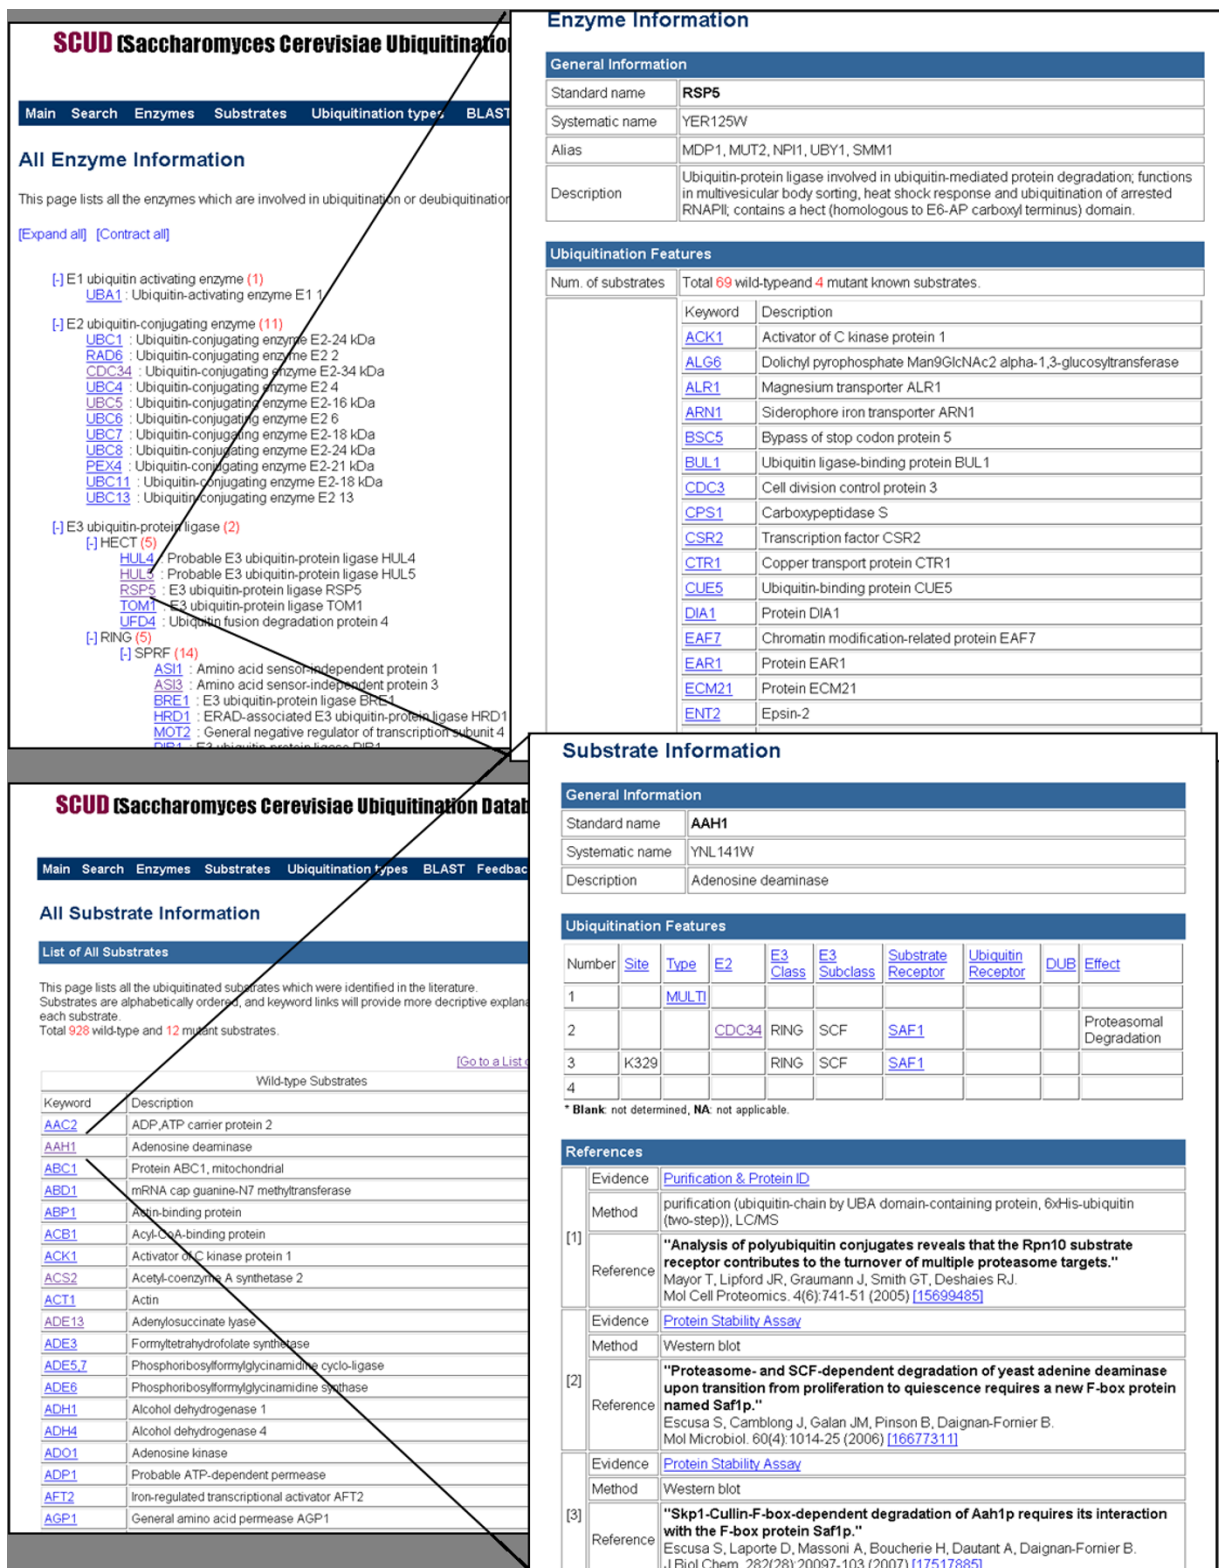 SCUD (Saccharomyces Cerevisiae Ubiquitinatio
Main Search Enzymes Substrates Ubiquitination types BLAST
All Enzyme Information
This page lists all the enzymes which are involved in ubiquitination or deubiquitination
[Expand all] [Contract all]
[-] E1 ubiquitin activating enzyme (1)
UBA1 : Ubiquitin-activating enzyme E1 1
[-] E2 ubiquitin-conjugating enzyme (11)
UBC1 : Ubiquitin-conjugating enzyme E2-24 kDa
RAD6 : Ubiquitin-conjugating enzyme E2 2
CDC34 : Ubiquitin-conjugating enzyme E2-34 kDa
UBC4 : Ubiquitin-conjugating enzyme E2 4
UBC5 : Ubiquitin-conjugating enzyme E2-16 kDa
UBC6 : Ubiquitin-conjugating enzyme E2 6
UBC7 : Ubiquitin-conjugating enzyme E2-18 kDa
UBC8 : Ubiquitin-conjugating enzyme E2-24 kDa
PEX4 : Ubiquitin-conjugating enzyme E2-21 kDa
UBC11 : Ubiquitin-conjugating enzyme E2-18 kDa
UBC13 : Ubiquitin-conjugating enzyme E2 13
[-] E3 ubiquitin-protein ligase (2)
[-] HECT (5)
HUL4 : Probable E3 ubiquitin-protein ligase HUL4
HUL5 : Probable E3 ubiquitin-protein ligase HUL5
RSP5 : E3 ubiquitin-protein ligase RSP5
TOM1 : E3 ubiquitin-protein ligase TOM1
UFD4 : Ubiquitin fusion degradation protein 4
[-] RING (5)
[-] SPRF (14)
ASI1 : Amino acid sensor-independent protein 1
ASI3 : Amino acid sensor-independent protein 3
BRE1 : E3 ubiquitin-protein ligase BRE1
HRD1 : ERAD-associated E3 ubiquitin-protein ligase HRD1
MOT2 : General negative regulator of transcription subunit 4
PIB1 : E3 ubiquitin-protein ligase PIB1
Enzyme Information
General Information
Standard name RSP5
Systematic name YER125W
Alias MDP1, MUT2, NPI1, UBY1, SMM1
Description Ubiquitin-protein ligase involved in ubiquitin-mediated protein degradation; functions
in multivesicular body sorting, heat shock response and ubiquitination of arrested
RNAPII; contains a hect (homologous to E6-AP carboxyl terminus) domain.
Ubiquitination Features
Num. of substrates Total 69 wild-typeand 4 mutant known substrates.
Keyword Description
ACK1 Activator of C kinase protein 1
ALG6 Dolichyl pyrophosphate Man9GlcNAc2 alpha-1,3-glucosyltransferase
ALR1 Magnesium transporter ALR1
ARN1 Siderophore iron transporter ARN1
BSC5 Bypass of stop codon protein 5
BUL1 Ubiquitin ligase-binding protein BUL1
CDC3 Cell division control protein 3
CPS1 Carboxypeptidase S
CSR2 Transcription factor CSR2
CTR1 Copper transport protein CTR1
CUE5 Ubiquitin-binding protein CUE5
DIA1 Protein DIA1
EAF7 Chromatin modification-related protein EAF7
EAR1 Protein EAR1
ECM21 Protein ECM21
ENT2 Epsin-2
SCUD (Saccharomyces Cerevisiae Ubiquitination Datab
Main Search Enzymes Substrates Ubiquitination types BLAST Feedbac
All Substrate Information
List of All Substrates
This page lists all the ubiquitinated substrates which were identified in the literature.
Substrates are alphabetically ordered, and keyword links will provide more decriptive explana
each substrate.
Total 928 wild-type and 12 mutant substrates.
[Go to a List o
Wild-type Substrates
Keyword Description
AAC2 ADP,ATP carrier protein 2
AAH1 Adenosine deaminase
ABC1 Protein ABC1, mitochondrial
ABD1 mRNA cap guanine-N7 methyltransferase
ABP1 Actin-binding protein
ACB1 Acyl-CoA-binding protein
ACK1 Activator of C kinase protein 1
ACS2 Acetyl-coenzyme A synthetase 2
ACT1 Actin
ADE13 Adenylosuccinate lyase
ADE3 Formyltetrahydrofolate synthetase
ADE5,7 Phosphoribosylformylglycinamidine cyclo-ligase
ADE6 Phosphoribosylformylglycinamidine synthase
ADH1 Alcohol dehydrogenase 1
ADH4 Alcohol dehydrogenase 4
ADO1 Adenosine kinase
ADP1 Probable ATP-dependent permease
AFT2 Iron-regulated transcriptional activator AFT2
AGP1 General amino acid permease AGP1
Substrate Information
General Information
Standard name AAH1
Systematic name YNL141W
Description Adenosine deaminase
Ubiquitination Features
Number Site Type E2 E3 Class E3 Subclass Substrate Receptor Ubiquitin Receptor DUB Effect
1 MULTI
2 CDC34 RING SCF SAF1 Proteasomal Degradation
3 K329 RING SCF SAF1
4
* Blank: not determined, NA: not applicable.
References
[1] Evidence Purification & Protein ID
Method purification (ubiquitin-chain by UBA domain-containing protein, 6xHis-ubiquitin
(two-step)), LC/MS
Reference "Analysis of polyubiquitin conjugates reveals that the Rpn10 substrate
receptor contributes to the turnover of multiple proteasome targets."
Mayor T, Lipford JR, Graumann J, Smith GT, Deshaies RJ.
Mol Cell Proteomics. 4(6):741-51 (2005) [15699485]
[2] Evidence Protein Stability Assay
Method Western blot
Reference "Proteasome- and SCF-dependent degradation of yeast adenine deaminase
upon transition from proliferation to quiescence requires a new F-box protein
named Saf1p."
Escusa S, Camblong J, Galan JM, Pinson B, Daignan-Fornier B.
Mol Microbiol. 60(4):1014-25 (2006) [16677311]
[3] Evidence Protein Stability Assay
Method Western blot
Reference "Skp1-Cullin-F-box-dependent degradation of Aah1p requires its interaction
with the F-box protein Saf1p."
Escusa S, Laporte D, Massoni A, Boucherie H, Dautant A, Daignan-Fornier B.
J Biol Chem. 282(28):20097-103 (2007) [17517885]